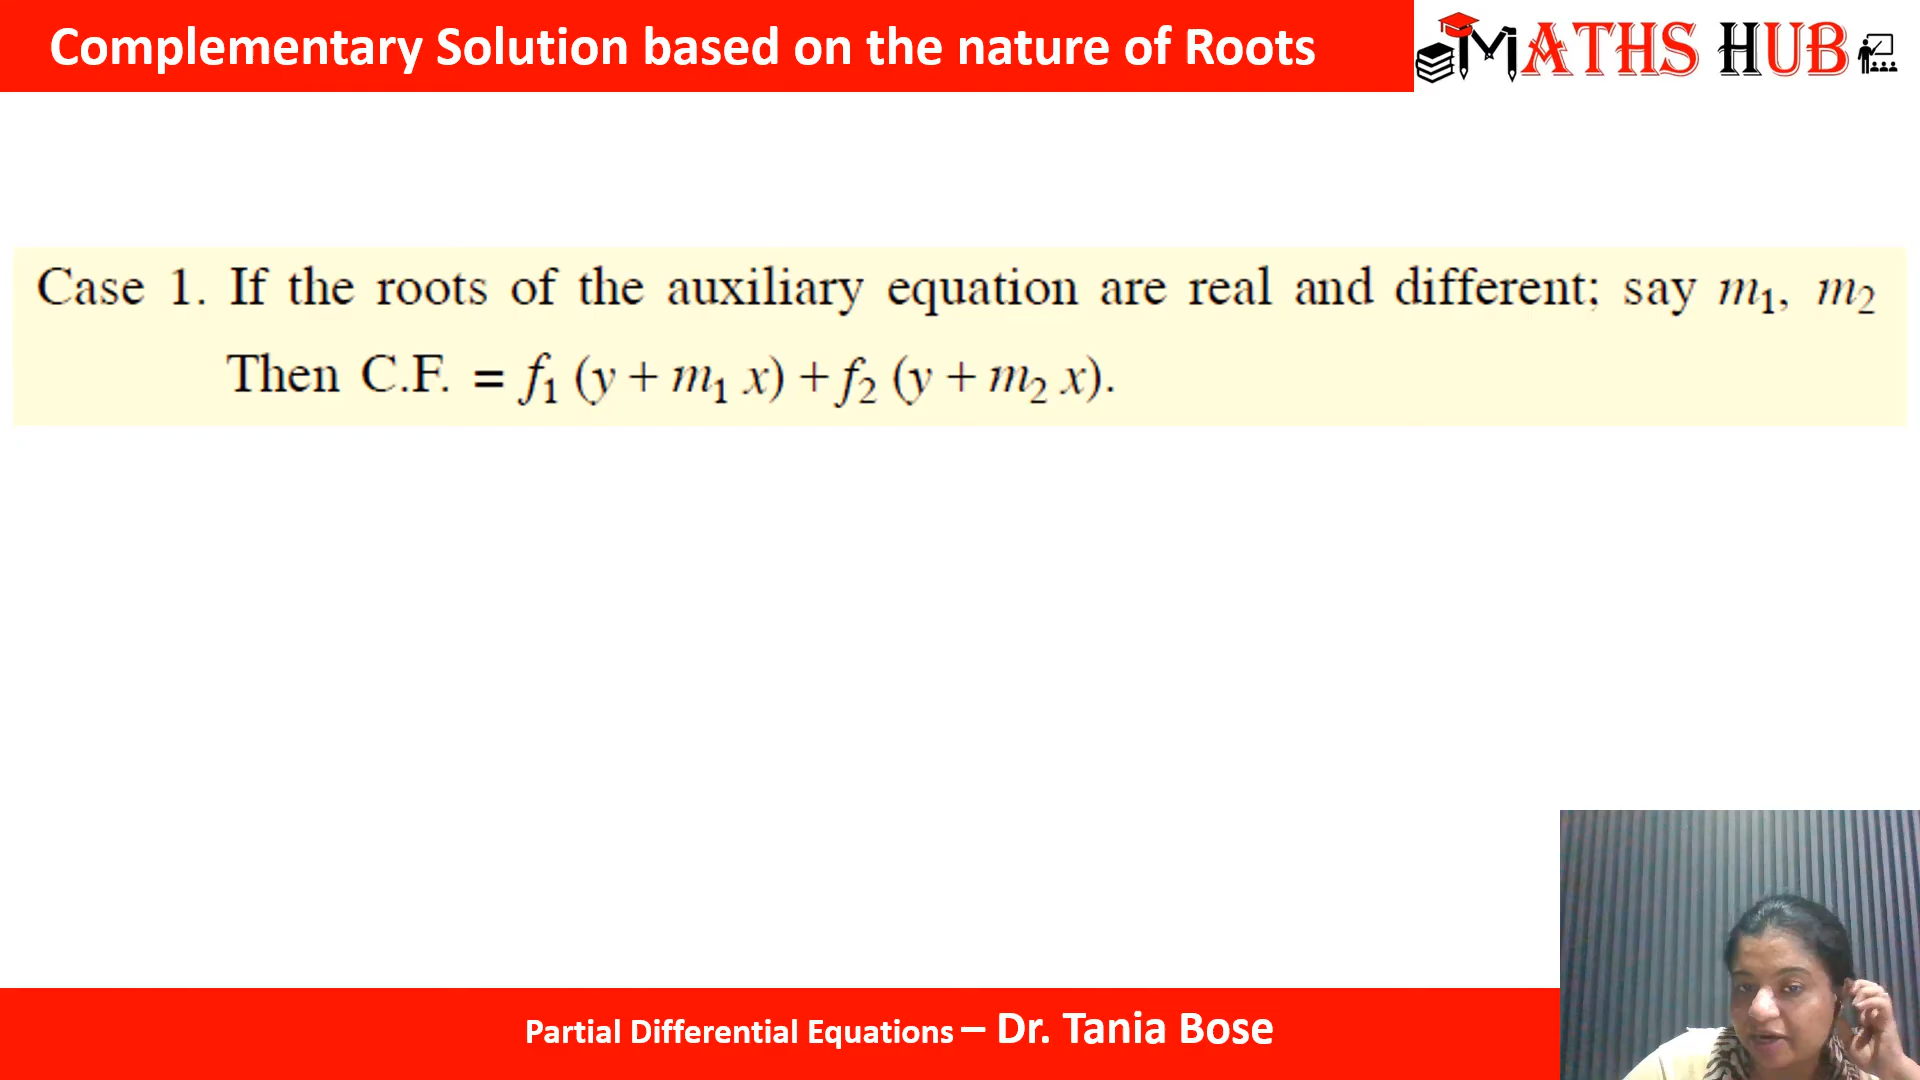 Complementary Solution based on the nature of Roots
MATHS HUB
Case 1. If the roots of the auxiliary equation are real and different; say m₁, m₂
Then C.F. = f₁ (y + m₁ x) + f₂ (y + m₂ x).
Partial Differential Equations – Dr. Tania Bose